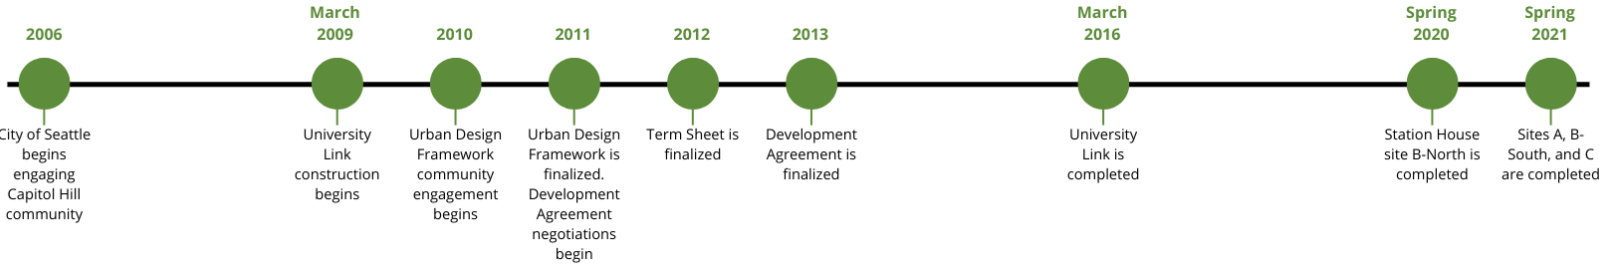 2006
City of Seattle
begins
engaging
Capitol Hill
community
March
2009
University
Link
construction
begins
2010
Urban Design
Framework
community
engagement
begins
2011
Urban Design
Framework is
finalized.
Development
Agreement
negotiations
begin
2012
Term Sheet is
finalized
2013
Development
Agreement is
finalized
March
2016
University
Link is
completed
Spring
2020
Station House
site B-North is
completed
Spring
2021
Sites A, B-
South, and C
are completed